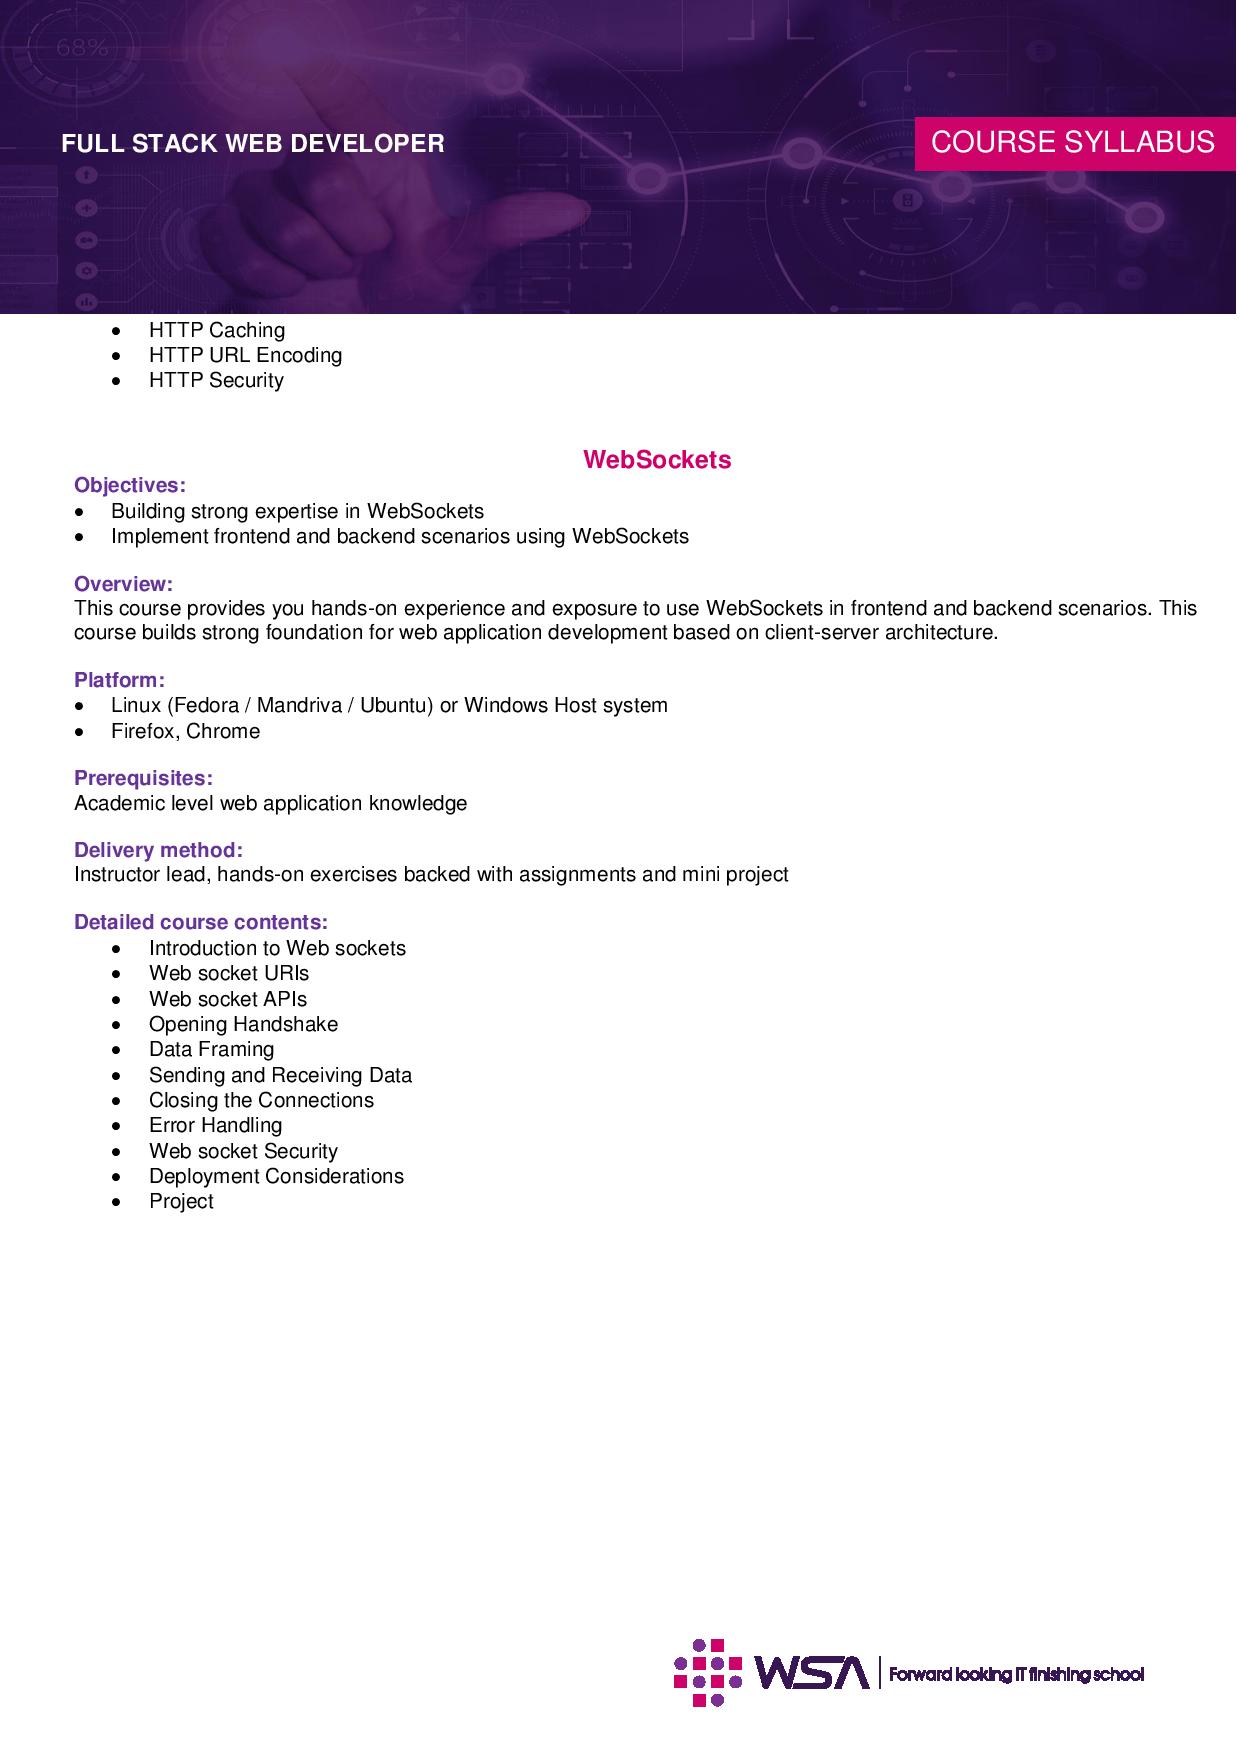 68%
FULL STACK WEB DEVELOPER
COURSE SYLLABUS
• HTTP Caching
• HTTP URL Encoding
• HTTP Security
WebSockets
Objectives:
• Building strong expertise in WebSockets
• Implement frontend and backend scenarios using WebSockets
Overview:
This course provides you hands-on experience and exposure to use WebSockets in frontend and backend scenarios. This
course builds strong foundation for web application development based on client-server architecture.
Platform:
• Linux (Fedora / Mandriva / Ubuntu) or Windows Host system
• Firefox, Chrome
Prerequisites:
Academic level web application knowledge
Delivery method:
Instructor lead, hands-on exercises backed with assignments and mini project
Detailed course contents:
• Introduction to Web sockets
• Web socket URIs
• Web socket APIs
• Opening Handshake
• Data Framing
• Sending and Receiving Data
• Closing the Connections
• Error Handling
• Web socket Security
• Deployment Considerations
• Project
WSA Forward looking IT finishing school